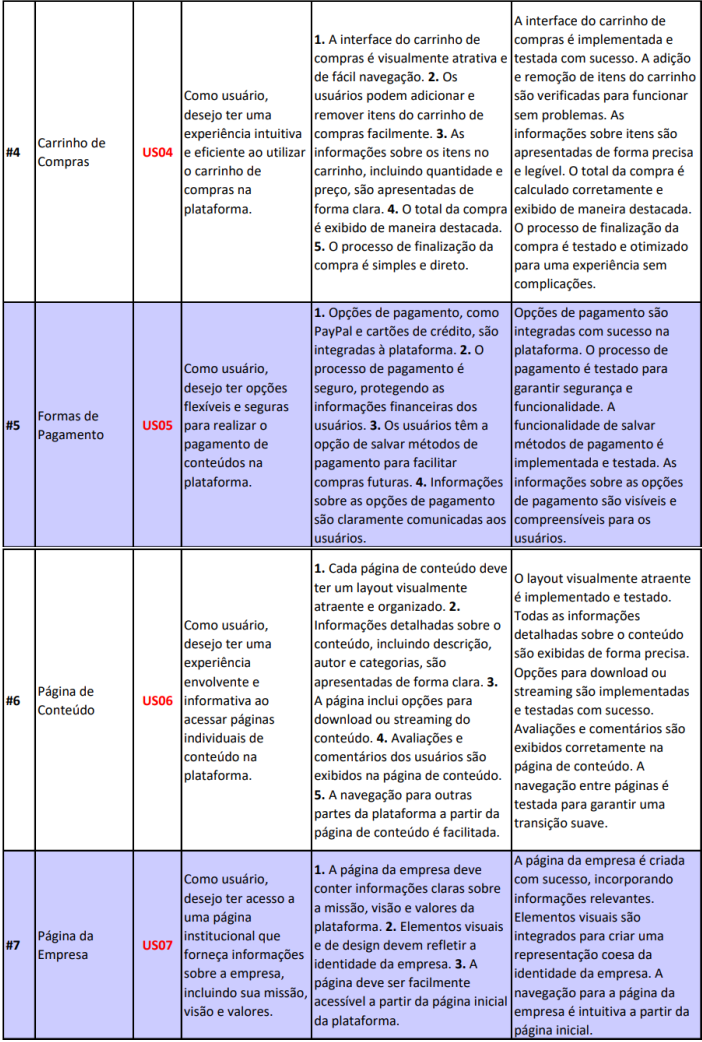 #4
Carrinho de
Compras
US04
Como usuário,
desejo ter uma
experiência intuitiva
e eficiente ao utilizar
o carrinho de
compras na
plataforma.
1. A interface do carrinho de
compras é visualmente atrativa e
de fácil navegação. 2. Os
usuários podem adicionar e
remover itens do carrinho de
compras facilmente. 3. As
informações sobre os itens no
carrinho, incluindo quantidade e
preço, são apresentadas de
forma clara. 4. O total da compra
é exibido de maneira destacada.
5. O processo de finalização da
compra é simples e direto.
A interface do carrinho de
compras é implementada e
testada com sucesso. A adição
e remoção de itens do carrinho
são verificadas para funcionar
sem problemas. As
informações sobre itens são
apresentadas de forma precisa
e legível. O total da compra é
calculado corretamente e
exibido de maneira destacada.
O processo de finalização da
compra é testado e otimizado
para uma experiência sem
complicações.
#5
Formas de
Pagamento
US05
Como usuário,
desejo ter opções
flexíveis e seguras
para realizar o
pagamento de
conteúdos na
plataforma.
1. Opções de pagamento, como
PayPal e cartões de crédito, são
integradas à plataforma. 2. O
processo de pagamento é
seguro, protegendo as
informações financeiras dos
usuários. 3. Os usuários têm a
opção de salvar métodos de
pagamento para facilitar
compras futuras. 4. Informações
sobre as opções de pagamento
são claramente comunicadas aos
usuários.
Opções de pagamento são
integradas com sucesso na
plataforma. O processo de
pagamento é testado para
garantir segurança e
funcionalidade. A
funcionalidade de salvar
métodos de pagamento é
implementada e testada. As
informações sobre as opções
de pagamento são visíveis e
compreensíveis para os
usuários.
#6
Página de
Conteúdo
US06
Como usuário,
desejo ter uma
experiência
envolvente e
informativa ao
acessar páginas
individuais de
conteúdo na
plataforma.
1. Cada página de conteúdo deve
ter um layout visualmente
atraente e organizado. 2.
Informações detalhadas sobre o
conteúdo, incluindo descrição,
autor e categorias, são
apresentadas de forma clara. 3.
A página inclui opções para
download ou streaming do
conteúdo. 4. Avaliações e
comentários dos usuários são
exibidos na página de conteúdo.
5. A navegação para outras
partes da plataforma a partir da
página de conteúdo é facilitada.
O layout visualmente atraente
é implementado e testado.
Todas as informações
detalhadas sobre o conteúdo
são exibidas de forma precisa.
Opções para download ou
streaming são implementadas
e testadas com sucesso.
Avaliações e comentários são
exibidos corretamente na
página de conteúdo. A
navegação entre páginas é
testada para garantir uma
transição suave.
#7
Página da
Empresa
US07
Como usuário,
desejo ter acesso a
uma página
institucional que
forneça informações
sobre a empresa,
incluindo sua missão,
visão e valores.
1. A página da empresa deve
conter informações claras sobre
a missão, visão e valores da
plataforma. 2. Elementos visuais
e de design devem refletir a
identidade da empresa. 3. A
página deve ser facilmente
acessível a partir da página inicial
da plataforma.
A página da empresa é criada
com sucesso, incorporando
informações relevantes.
Elementos visuais são
integrados para criar uma
representação coesa da
identidade da empresa. A
navegação para a página da
empresa é intuitiva a partir da
página inicial.